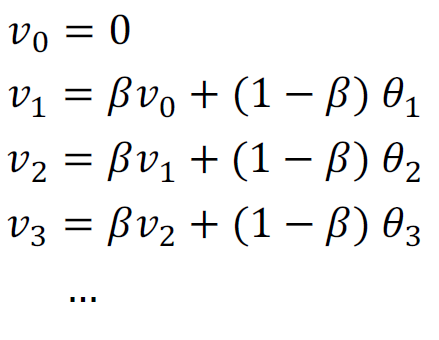 v₀ = 0
v₁ = βv₀ + (1 − β) θ₁
v₂ = βv₁ + (1 − β) θ₂
v₃ = βv₂ + (1 − β) θ₃
...